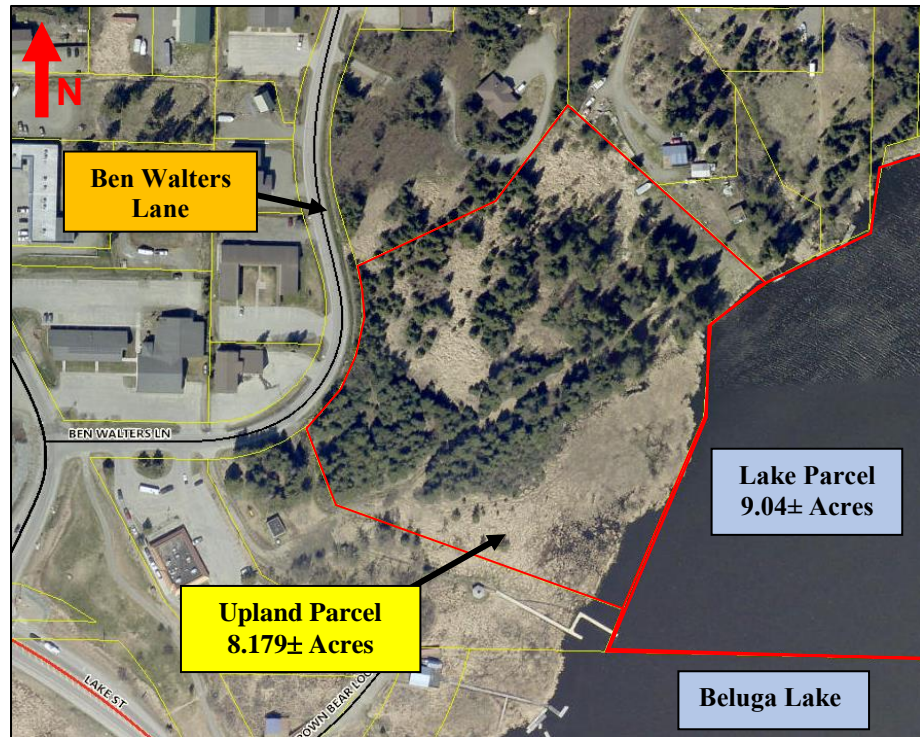 N
Ben Walters
Lane
BEN WALTERS LN
Lake Parcel
9.04± Acres
Upland Parcel
8.179± Acres
LAKE ST.
Beluga Lake